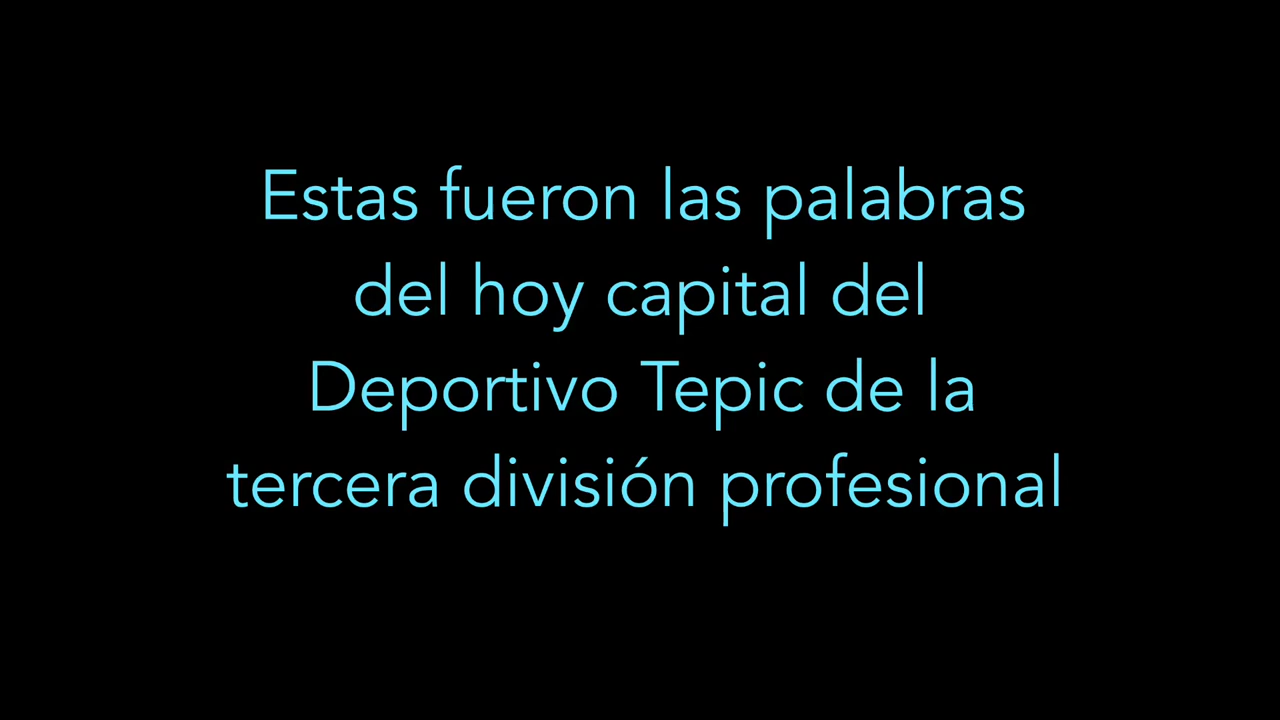 Estas fueron las palabras
del hoy capital del
Deportivo Tepic de la
tercera división profesional